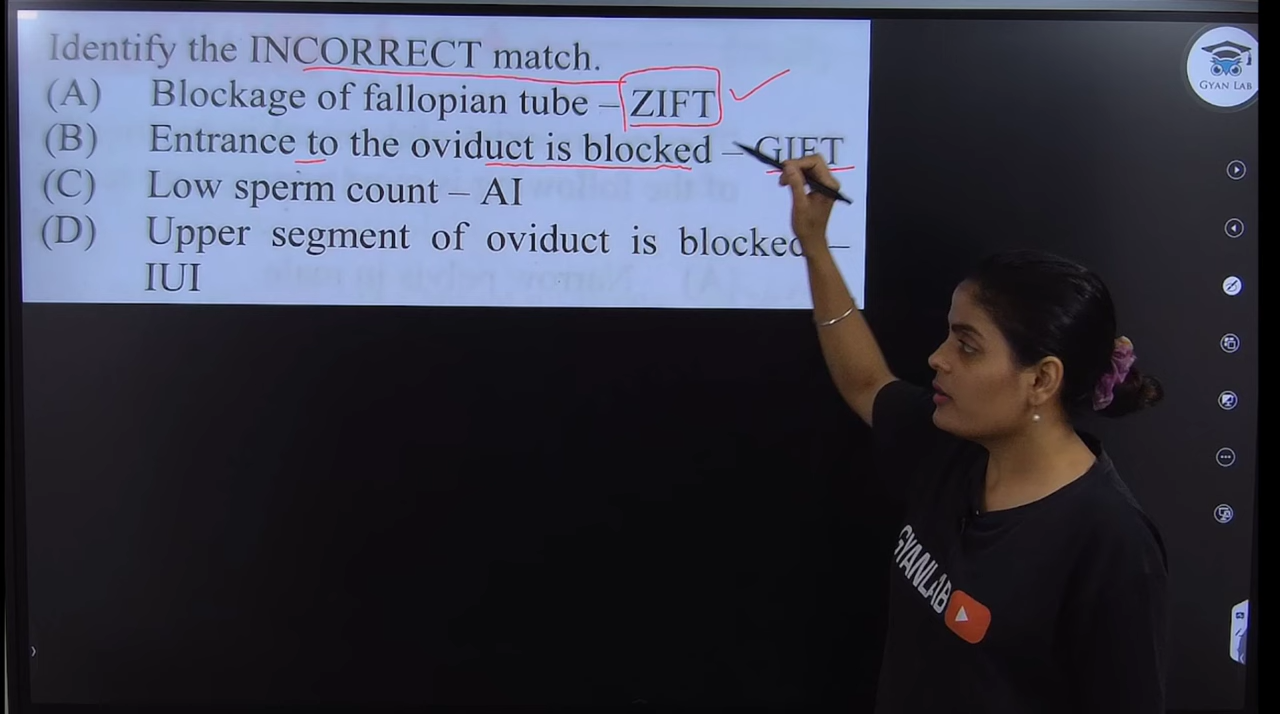 Identify the INCORRECT match.
(A) Blockage of fallopian tube – ZIFT
(B) Entrance to the oviduct is blocked – GIFT
(C) Low sperm count – AI
(D) Upper segment of oviduct is blocked –
IUI
GYAN LAB
GYANLAB